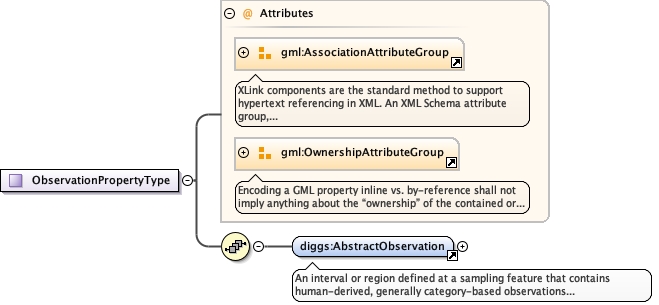 @ Attributes
gml:AssociationAttributeGroup
XLink components are the standard method to support
hypertext referencing in XML. An XML Schema attribute
group,...
gml:OwnershipAttributeGroup
Encoding a GML property inline vs. by-reference shall not
imply anything about the “ownership” of the contained or...
ObservationPropertyType
diggs:AbstractObservation
An interval or region defined at a sampling feature that contains
human-derived, generally category-based observations...